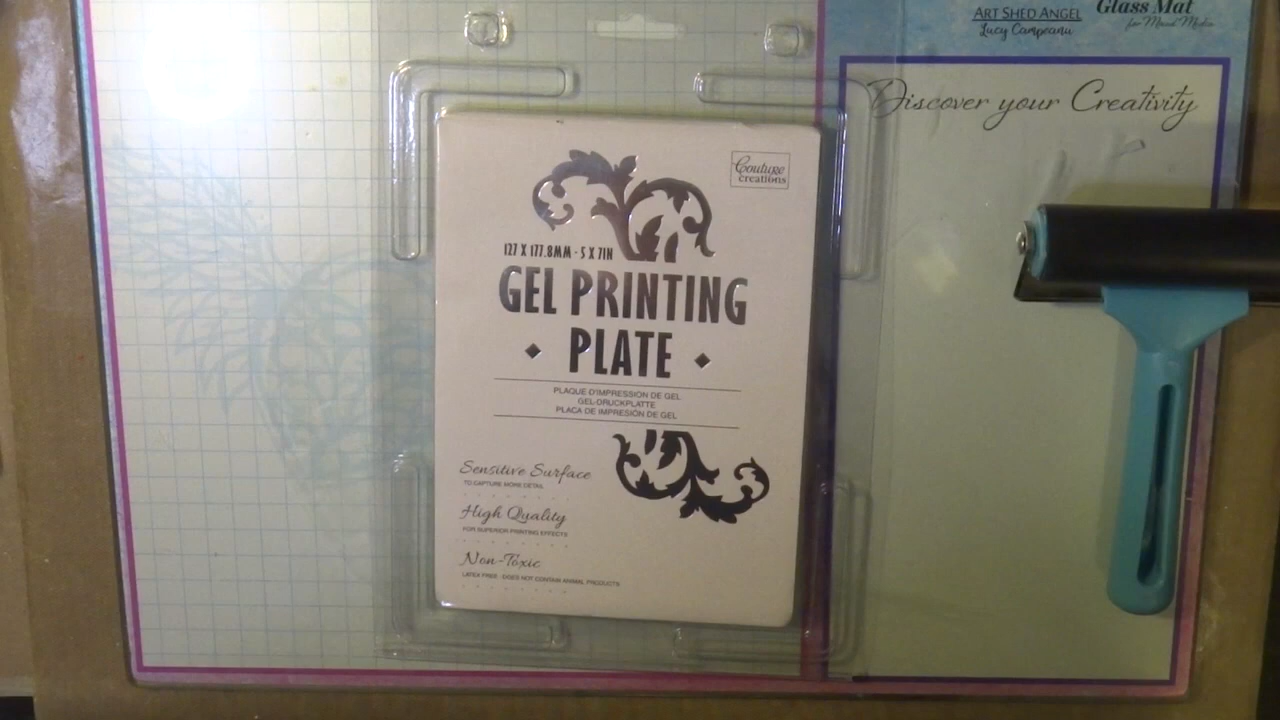 ART SHED ANGEL
Lucy Campeanu
Glass Mat
for Mixed Media
Discover your Creativity
Couture
creations
127 X 177.8MM - 5 X 7IN
GEL PRINTING
PLATE
PLAQUE D'IMPRESSION DE GEL
GEL-DRUCKPLATTE
PLACA DE IMPRESIÓN DE GEL
Sensitive Surface
TO CAPTURE MORE DETAIL
High Quality
FOR SUPERIOR PRINTING EFFECTS
Non-Toxic
LATEX FREE - DOES NOT CONTAIN ANIMAL PRODUCTS